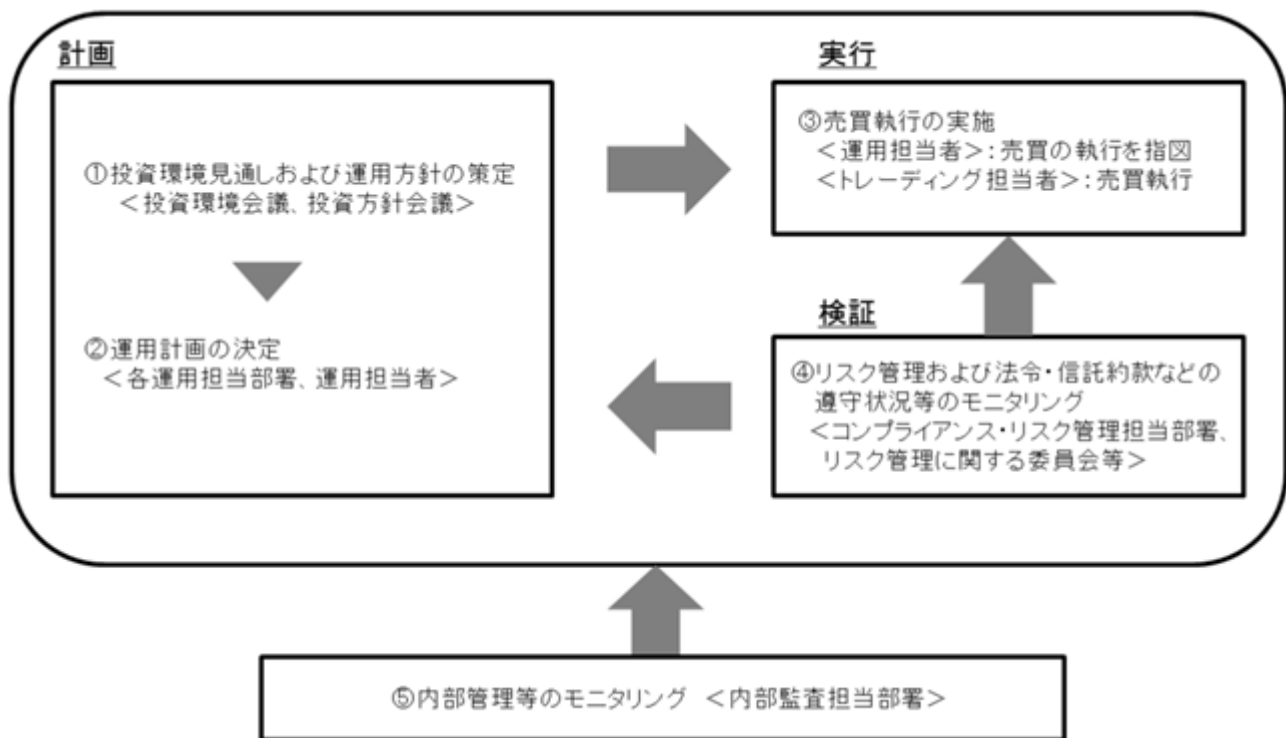 計画
①投資環境見通しおよび運用方針の策定
＜投資環境会議、投資方針会議＞
②運用計画の決定
＜各運用担当部署、運用担当者＞
実行
③売買執行の実施
＜運用担当者＞:売買の執行を指図
＜トレーディング担当者＞:売買執行
検証
④リスク管理および法令・信託約款などの
遵守状況等のモニタリング
＜コンプライアンス・リスク管理担当部署、
リスク管理に関する委員会等＞
⑤内部管理等のモニタリング ＜内部監査担当部署＞